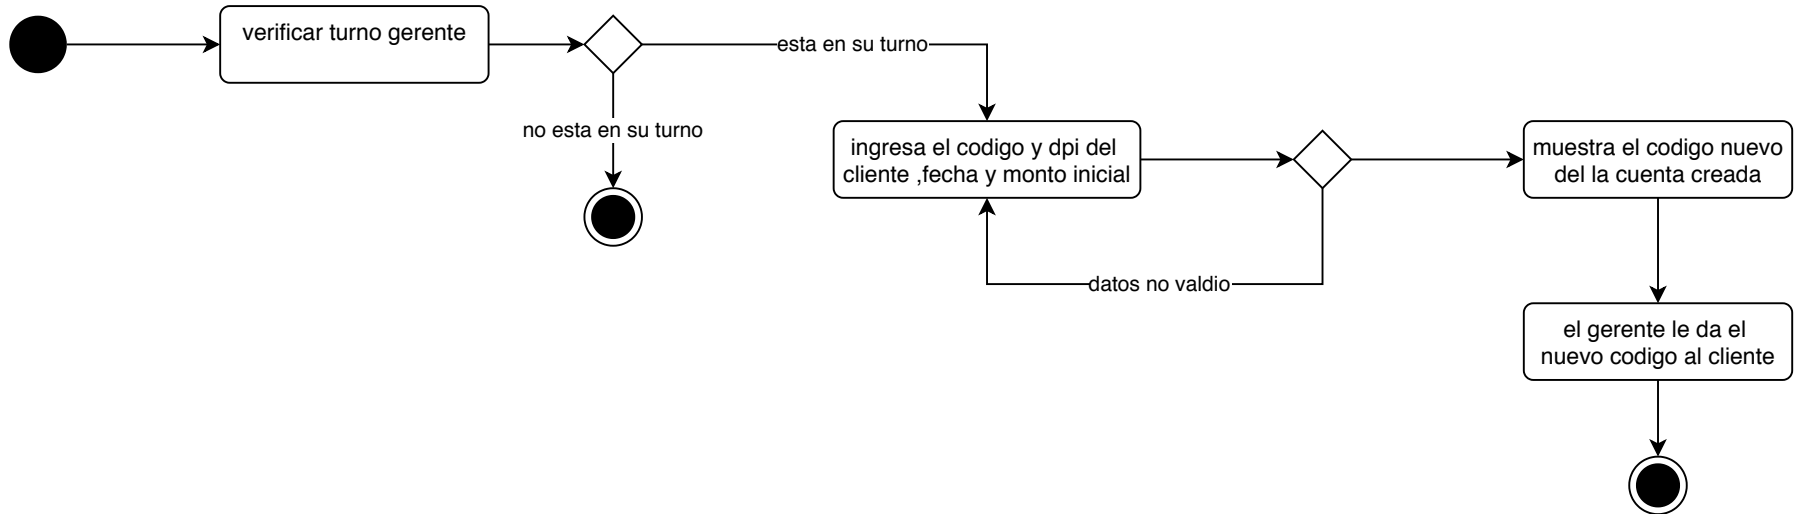 verificar turno gerente
esta en su turno
no esta en su turno
ingresa el codigo y dpi del
cliente ,fecha y monto inicial
muestra el codigo nuevo
del la cuenta creada
datos no valdio
el gerente le da el
nuevo codigo al cliente